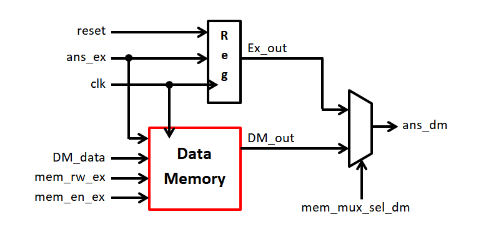 reset
ans_ex
clk
R
e
g
Ex_out
DM_data
mem_rw_ex
mem_en_ex
Data
Memory
DM_out
ans_dm
mem_mux_sel_dm